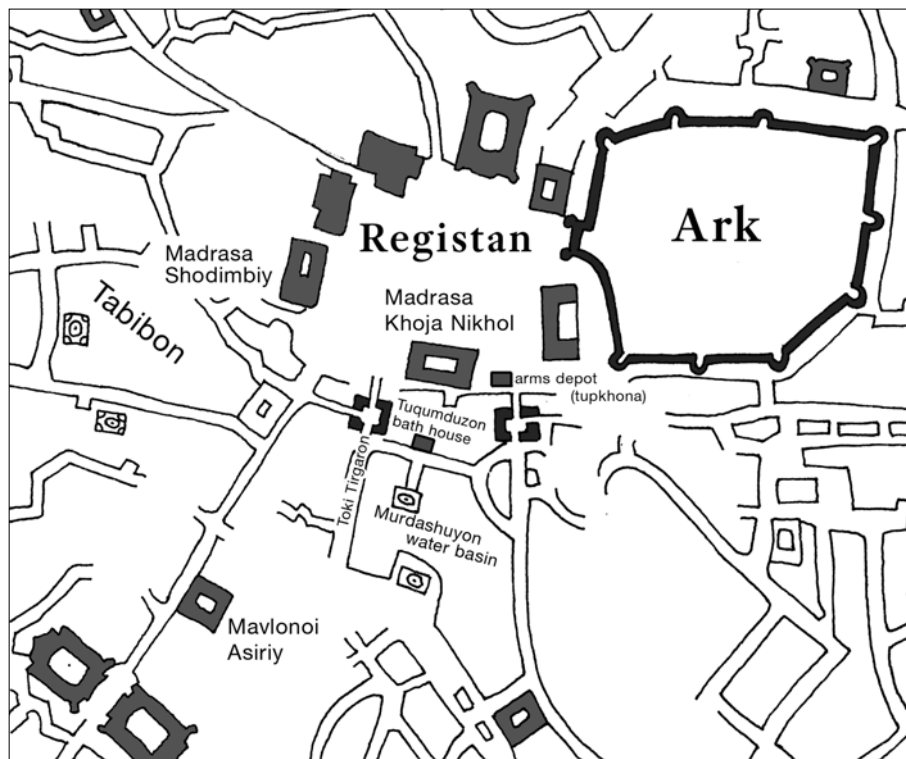 Registan
Ark
Madrasa
Shodimbiy
Tabibon
Madrasa
Khoja Nikhol
arms depot
(tupkhona)
Tuqumduzon
bath house
Toki Tirgaron
Murdashuyon
water basin
Mavlonoi
Asiriy